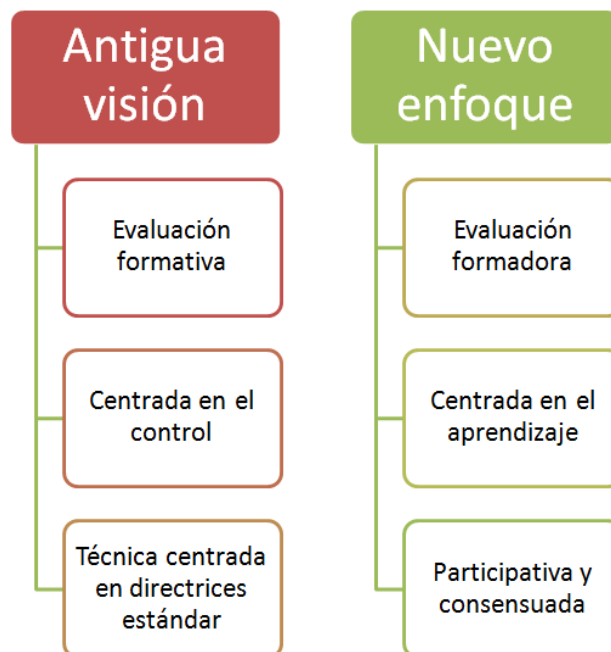 Antigua
visión
Evaluación
formativa
Centrada en el
control
Técnica centrada
en directrices
estándar
Nuevo
enfoque
Evaluación
formadora
Centrada en el
aprendizaje
Participativa y
consensuada